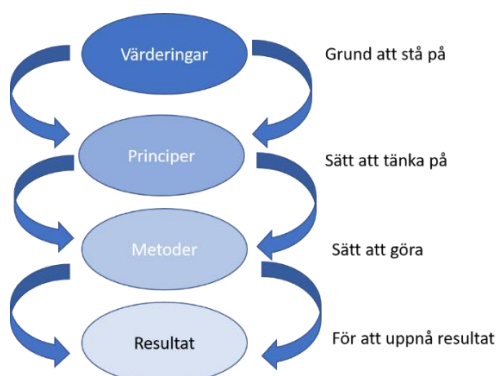 Värderingar
Grund att stå på
Principer
Sätt att tänka på
Metoder
Sätt att göra
Resultat
För att uppnå resultat